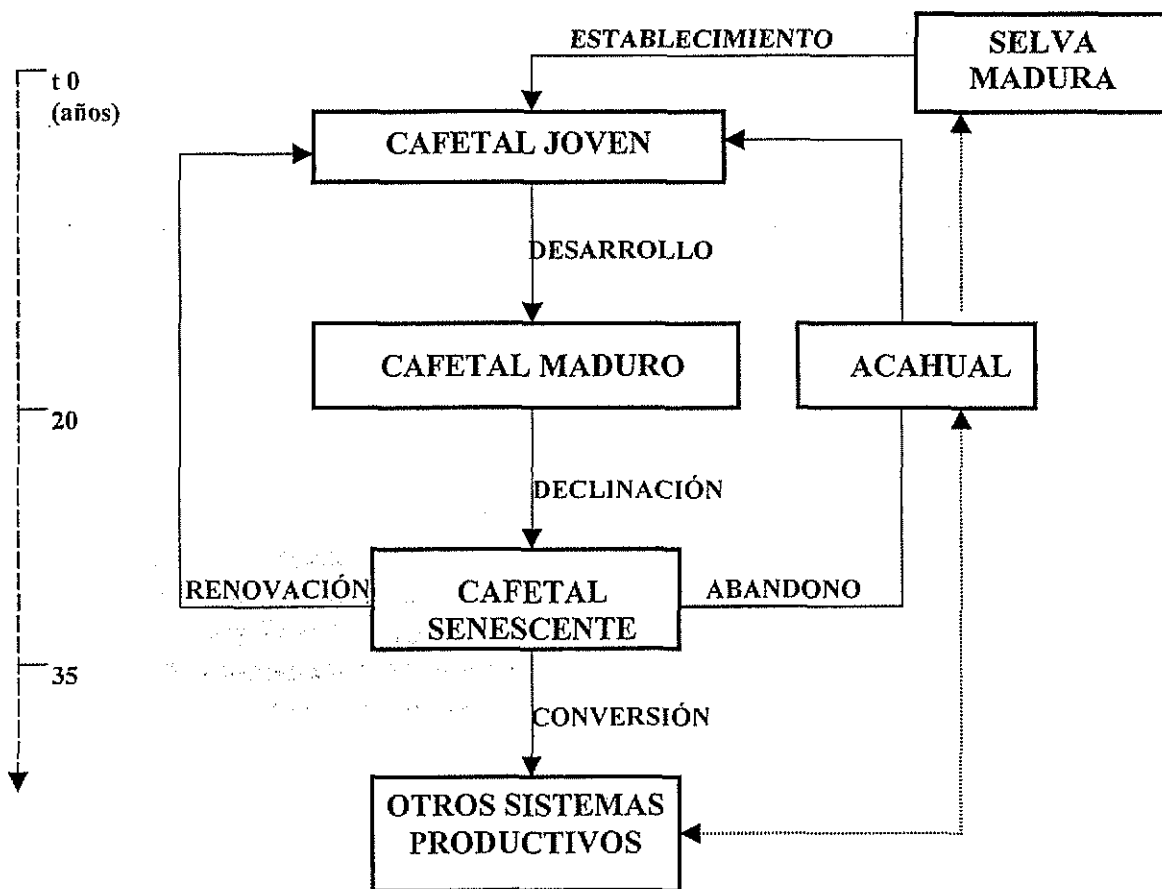 ESTABLECIMIENTO
SELVA
MADURA
t 0
(años)
CAFETAL JOVEN
DESARROLLO
CAFETAL MADURO
ACAHUAL
20
DECLINACIÓN
RENOVACIÓN
CAFETAL
SENESCENTE
ABANDONO
35
CONVERSIÓN
OTROS SISTEMAS
PRODUCTIVOS